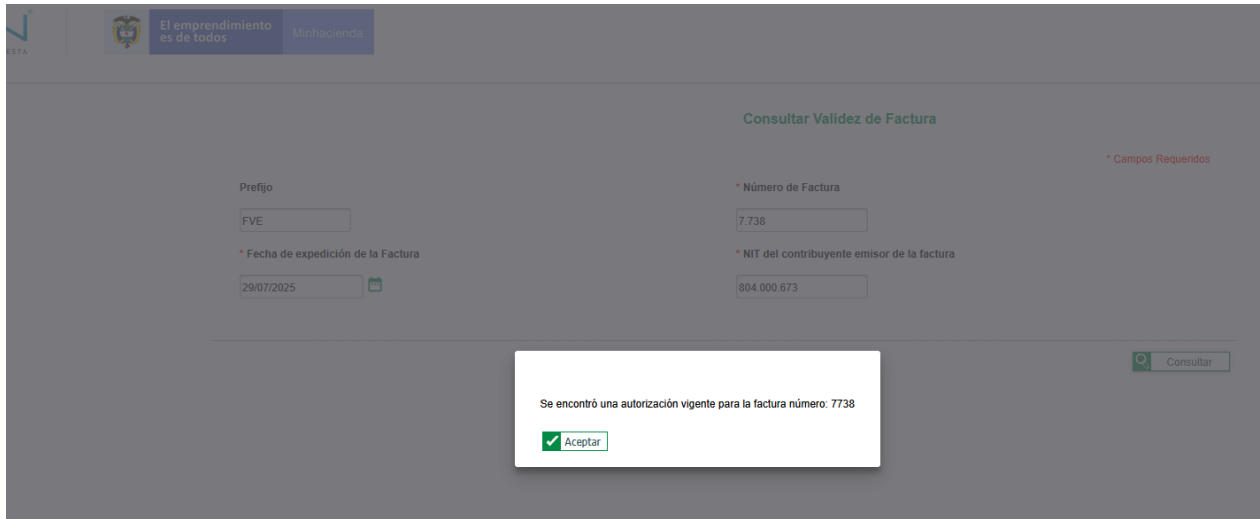 El emprendimiento
es de todos
Minhacienda
Consultar Validez de Factura
* Campos Requeridos
Prefijo
* Número de Factura
FVE
7.738
* Fecha de expedición de la Factura
* NIT del contribuyente emisor de la factura
29/07/2025
804.000.673
Consultar
Se encontró una autorización vigente para la factura número: 7738
Aceptar